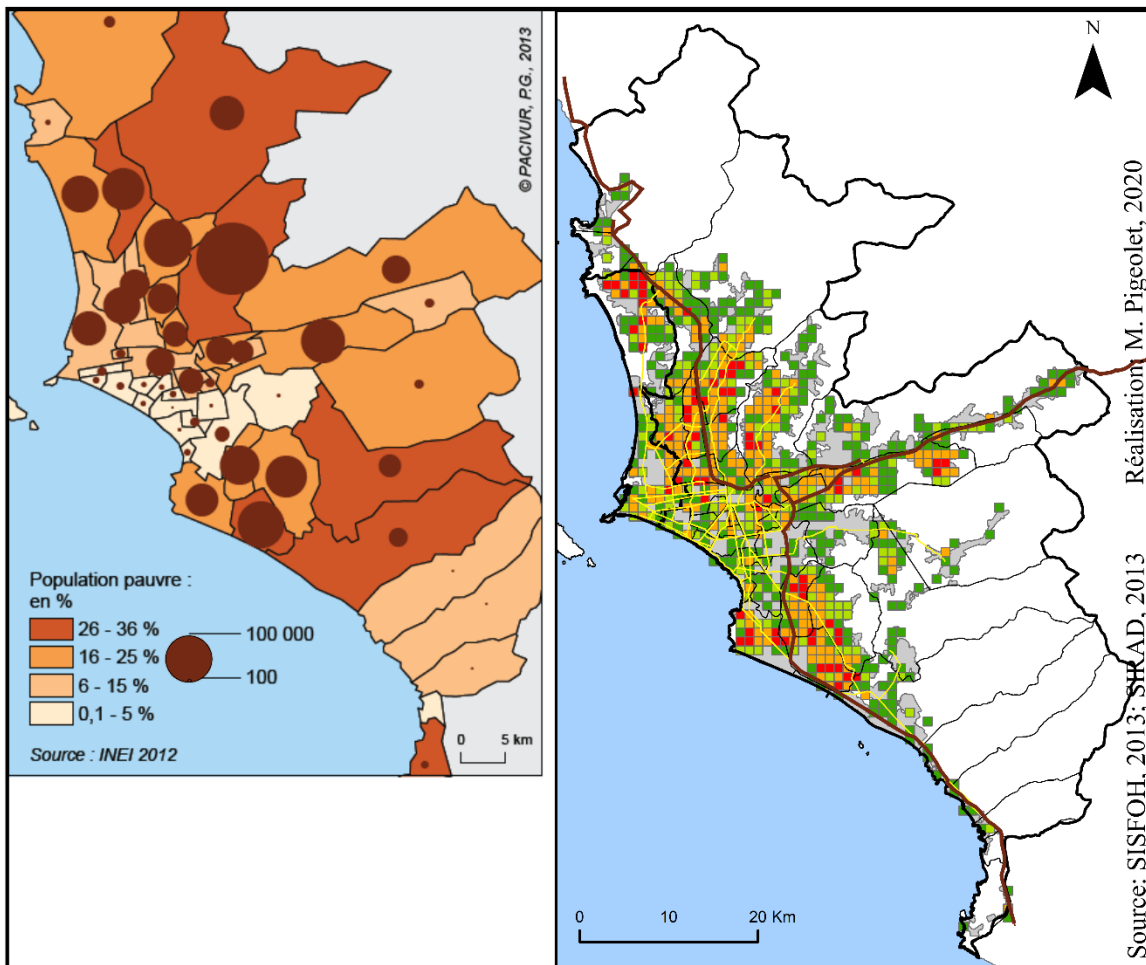 © PACIVUR, P.G., 2013
Population pauvre :
en %
26 - 36 %
16 - 25 %
6 - 15 %
0,1 - 5 %
100 000
100
Source : INEI 2012
0 5 km
N
0 10 20 Km
Source: SISFOH, 2013; SIRAD, 2013 Réalisation: M. Pigeolet, 2020